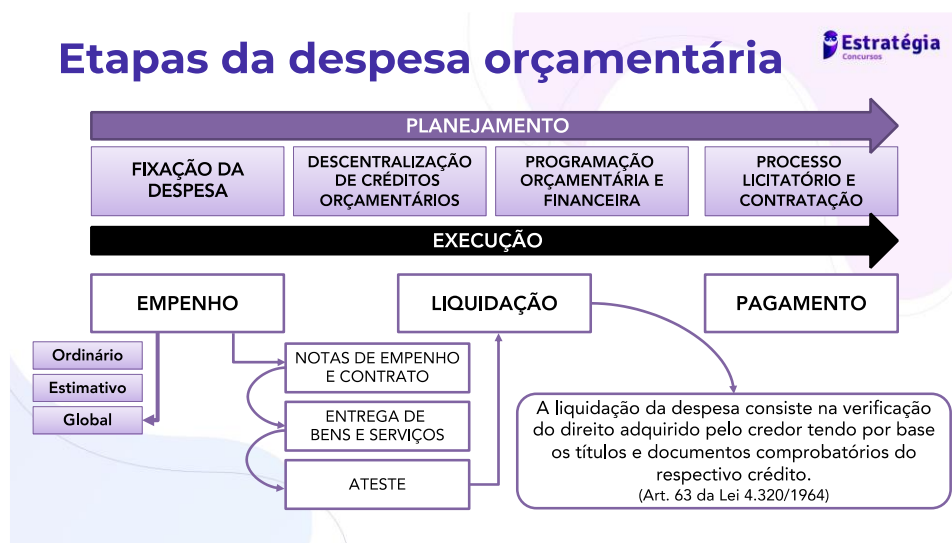 Etapas da despesa orçamentária
Estratégia
Concursos
PLANEJAMENTO
FIXAÇÃO DA
DESPESA
DESCENTRALIZAÇÃO
DE CRÉDITOS
ORÇAMENTÁRIOS
PROGRAMAÇÃO
ORÇAMENTÁRIA E
FINANCEIRA
PROCESSO
LICITATÓRIO E
CONTRATAÇÃO
EXECUÇÃO
EMPENHO
LIQUIDAÇÃO
PAGAMENTO
Ordinário
Estimativo
Global
NOTAS DE EMPENHO
E CONTRATO
ENTREGA DE
BENS E SERVIÇOS
ATESTE
A liquidação da despesa consiste na verificação
do direito adquirido pelo credor tendo por base
os títulos e documentos comprobatórios do
respectivo crédito.
(Art. 63 da Lei 4.320/1964)